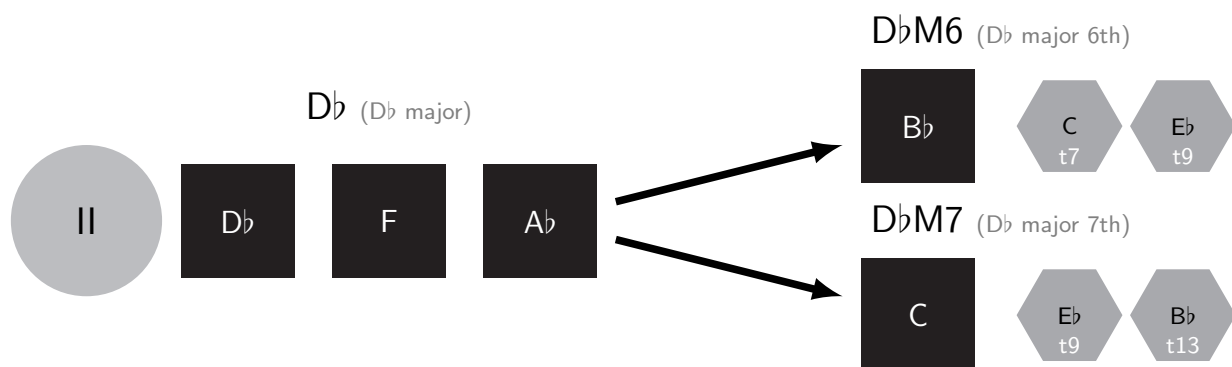 D♭M6 (D♭ major 6th)
D♭ (D♭ major)
B♭
C
t7
E♭
t9
II
D♭
F
A♭
D♭M7 (D♭ major 7th)
C
E♭
t9
B♭
t13